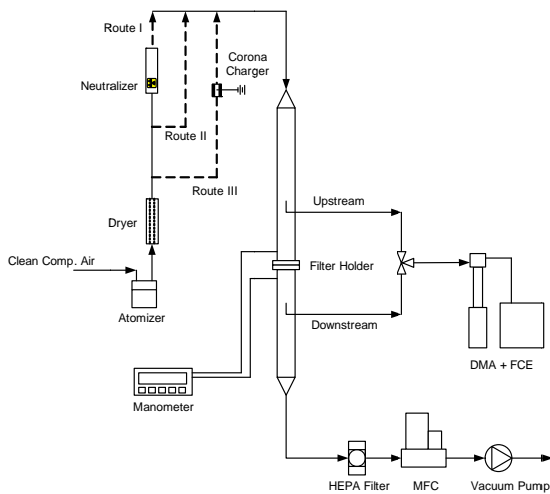 Route I
Corona
Charger
Neutralizer
Route II
Route III
Dryer
Upstream
Clean Comp. Air
Filter Holder
Atomizer
Downstream
DMA + FCE
Manometer
HEPA Filter
MFC
Vacuum Pump